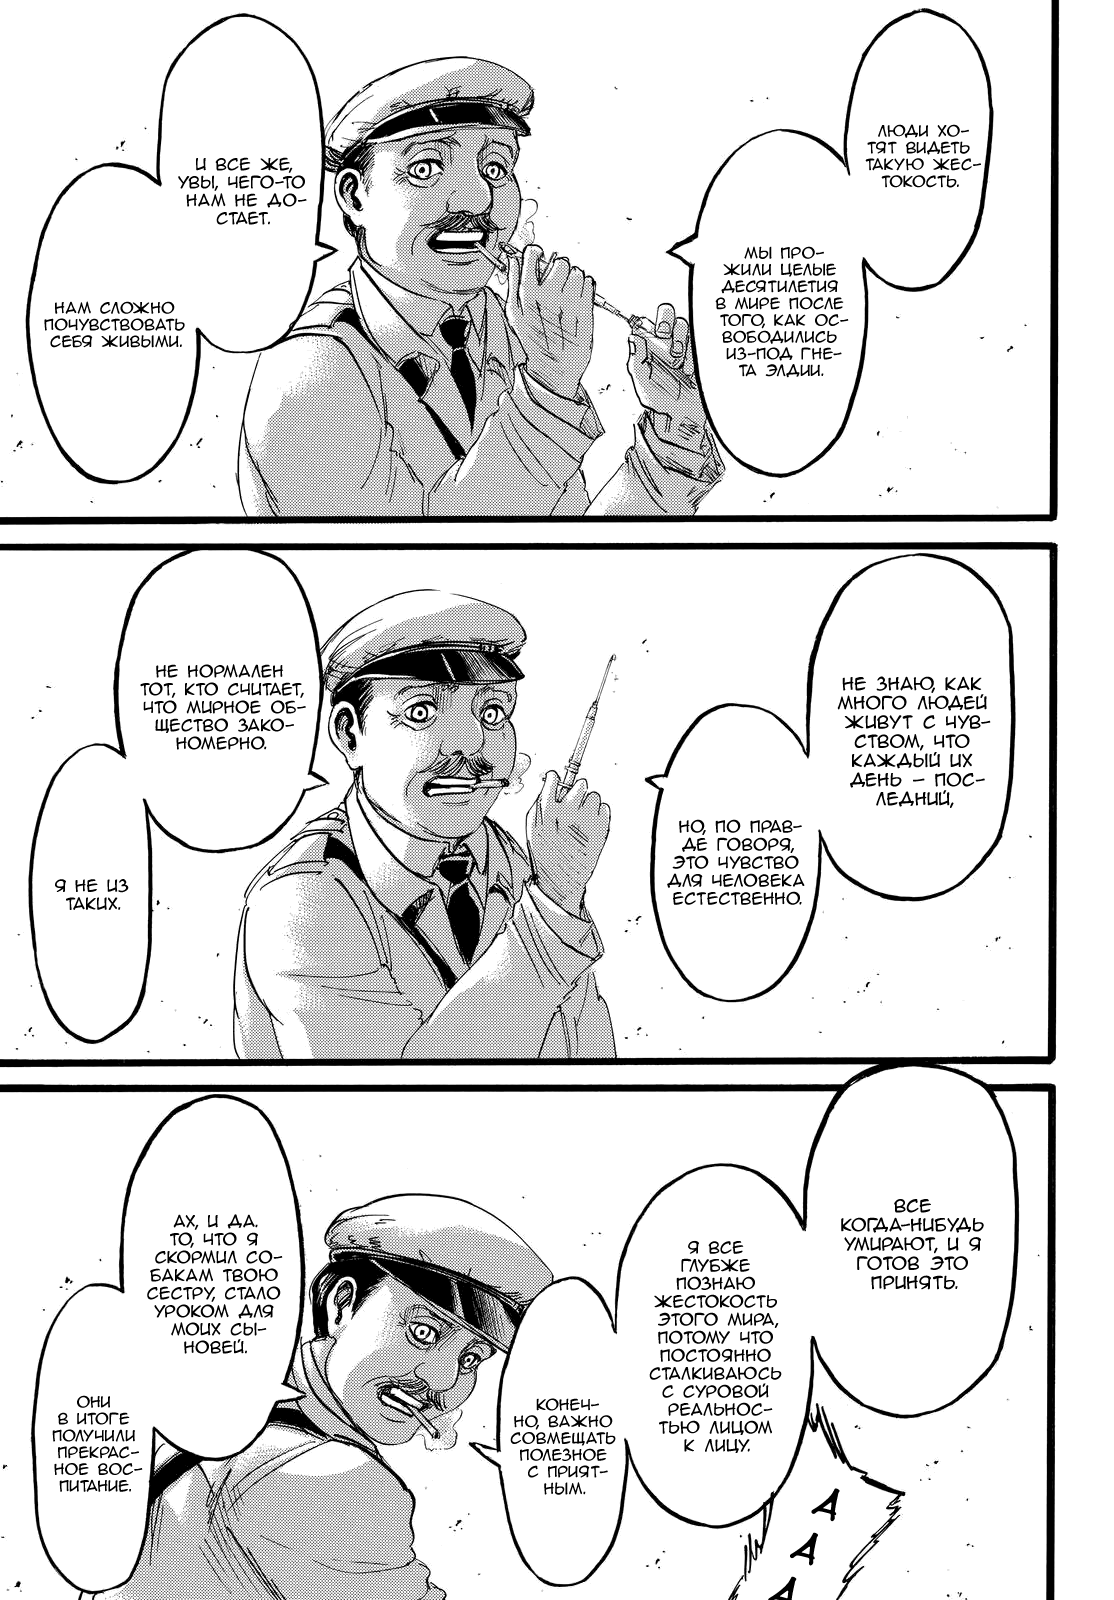 ЛЮДИ ХО-
ТЯТ ВИДЕТЬ
ТАКУЮ ЖЕС-
ТОКОСТЬ.
МЫ ПРО-
ЖИЛИ ЦЕЛЫЕ
ДЕСЯТИЛЕТИЯ
В МИРЕ ПОСЛЕ
ТОГО, КАК ОС-
ВОБОДИЛИСЬ
ИЗ-ПОД ГНЕ-
ТА ЭЛДИИ.
И ВСЕ ЖЕ,
УВЫ, ЧЕГО-ТО
НАМ НЕ ДО-
СТАЕТ.
НАМ СЛОЖНО
ПОЧУВСТВОВАТЬ
СЕБЯ ЖИВЫМИ.
НЕ ЗНАЮ, КАК
МНОГО ЛЮДЕЙ
ЖИВУТ С ЧУВ-
СТВОМ, ЧТО
КАЖДЫЙ ИХ
ДЕНЬ – ПОС-
ЛЕДНИЙ,
НО, ПО ПРАВ-
ДЕ ГОВОРЯ,
ЭТО ЧУВСТВО
ДЛЯ ЧЕЛОВЕКА
ЕСТЕСТВЕННО.
НЕ НОРМАЛЕН
ТОТ, КТО СЧИТАЕТ,
ЧТО МИРНОЕ ОБ-
ЩЕСТВО ЗАКО-
НОМЕРНО.
Я НЕ ИЗ
ТАКИХ.
ВСЕ
КОГДА-НИБУДЬ
УМИРАЮТ, И Я
ГОТОВ ЭТО
ПРИНЯТЬ.
Я ВСЕ
ГЛУБЖЕ
ПОЗНАЮ
ЖЕСТОКОСТЬ
ЭТОГО МИРА,
ПОТОМУ ЧТО
ПОСТОЯННО
СТАЛКИВАЮСЬ
С СУРОВОЙ
РЕАЛЬНОС-
ТЬЮ ЛИЦОМ
К ЛИЦУ.
КОНЕЧ-
НО, ВАЖНО
СОВМЕЩАТЬ
ПОЛЕЗНОЕ
С ПРИЯТ-
НЫМ.
АХ, И ДА.
ТО, ЧТО Я
СКОРМИЛ СО-
БАКАМ ТВОЮ
СЕСТРУ, СТАЛО
УРОКОМ ДЛЯ
МОИХ СЫ-
НОВЕЙ.
ОНИ
В ИТОГЕ
ПОЛУЧИЛИ
ПРЕКРАС-
НОЕ ВОС-
ПИТАНИЕ.
А
А
А
А